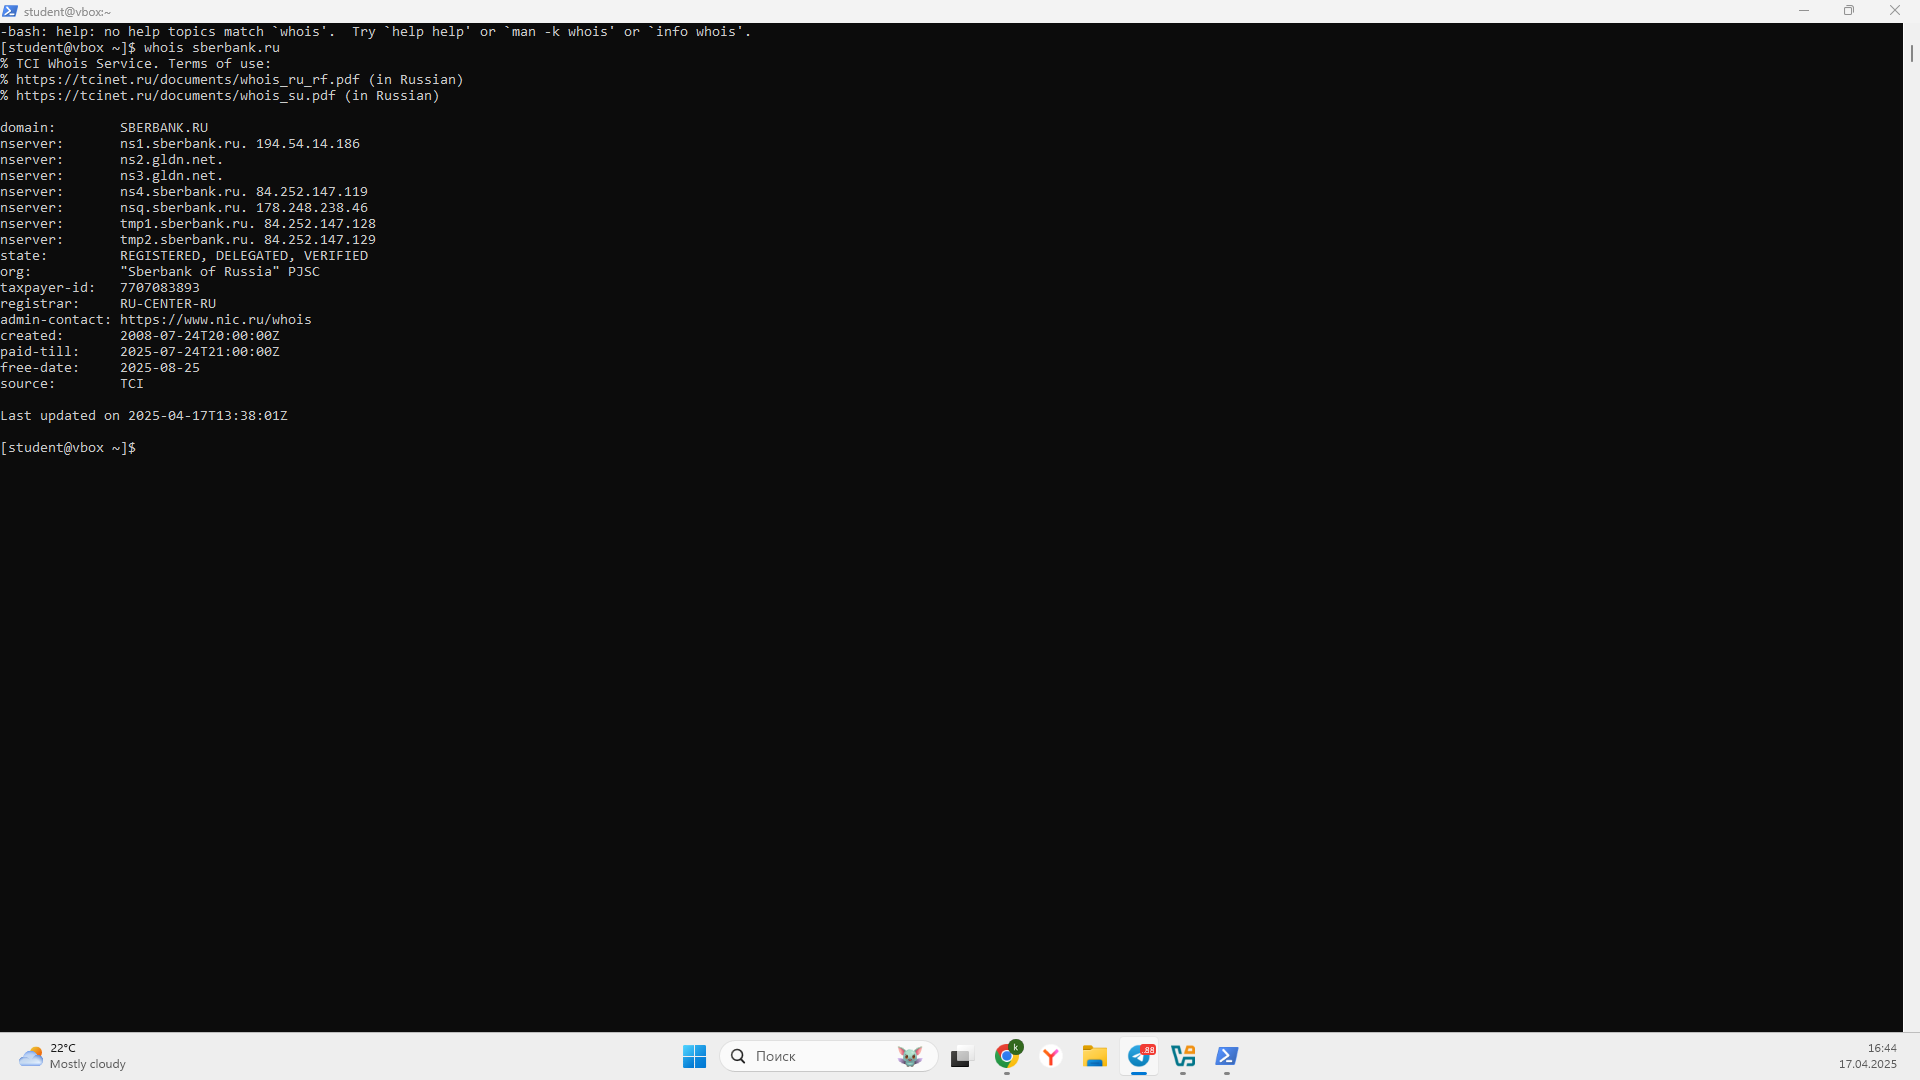 student@vbox:~
-bash: help: no help topics match `whois'.  Try `help help' or `man -k whois' or `info whois'.
[student@vbox ~]$ whois sberbank.ru
% TCI Whois Service. Terms of use:
% https://tcinet.ru/documents/whois_ru_rf.pdf (in Russian)
% https://tcinet.ru/documents/whois_su.pdf (in Russian)
domain:        SBERBANK.RU
nserver:       ns1.sberbank.ru. 194.54.14.186
nserver:       ns2.gldn.net.
nserver:       ns3.gldn.net.
nserver:       ns4.sberbank.ru. 84.252.147.119
nserver:       nsq.sberbank.ru. 178.248.238.46
nserver:       tmp1.sberbank.ru. 84.252.147.128
nserver:       tmp2.sberbank.ru. 84.252.147.129
state:         REGISTERED, DELEGATED, VERIFIED
org:           "Sberbank of Russia" PJSC
taxpayer-id:   7707083893
registrar:     RU-CENTER-RU
admin-contact: https://www.nic.ru/whois
created:       2008-07-24T20:00:00Z
paid-till:     2025-07-24T21:00:00Z
free-date:     2025-08-25
source:        TCI
Last updated on 2025-04-17T13:38:01Z
[student@vbox ~]$
22°C
Mostly cloudy
Поиск
k
88
16:44
17.04.2025